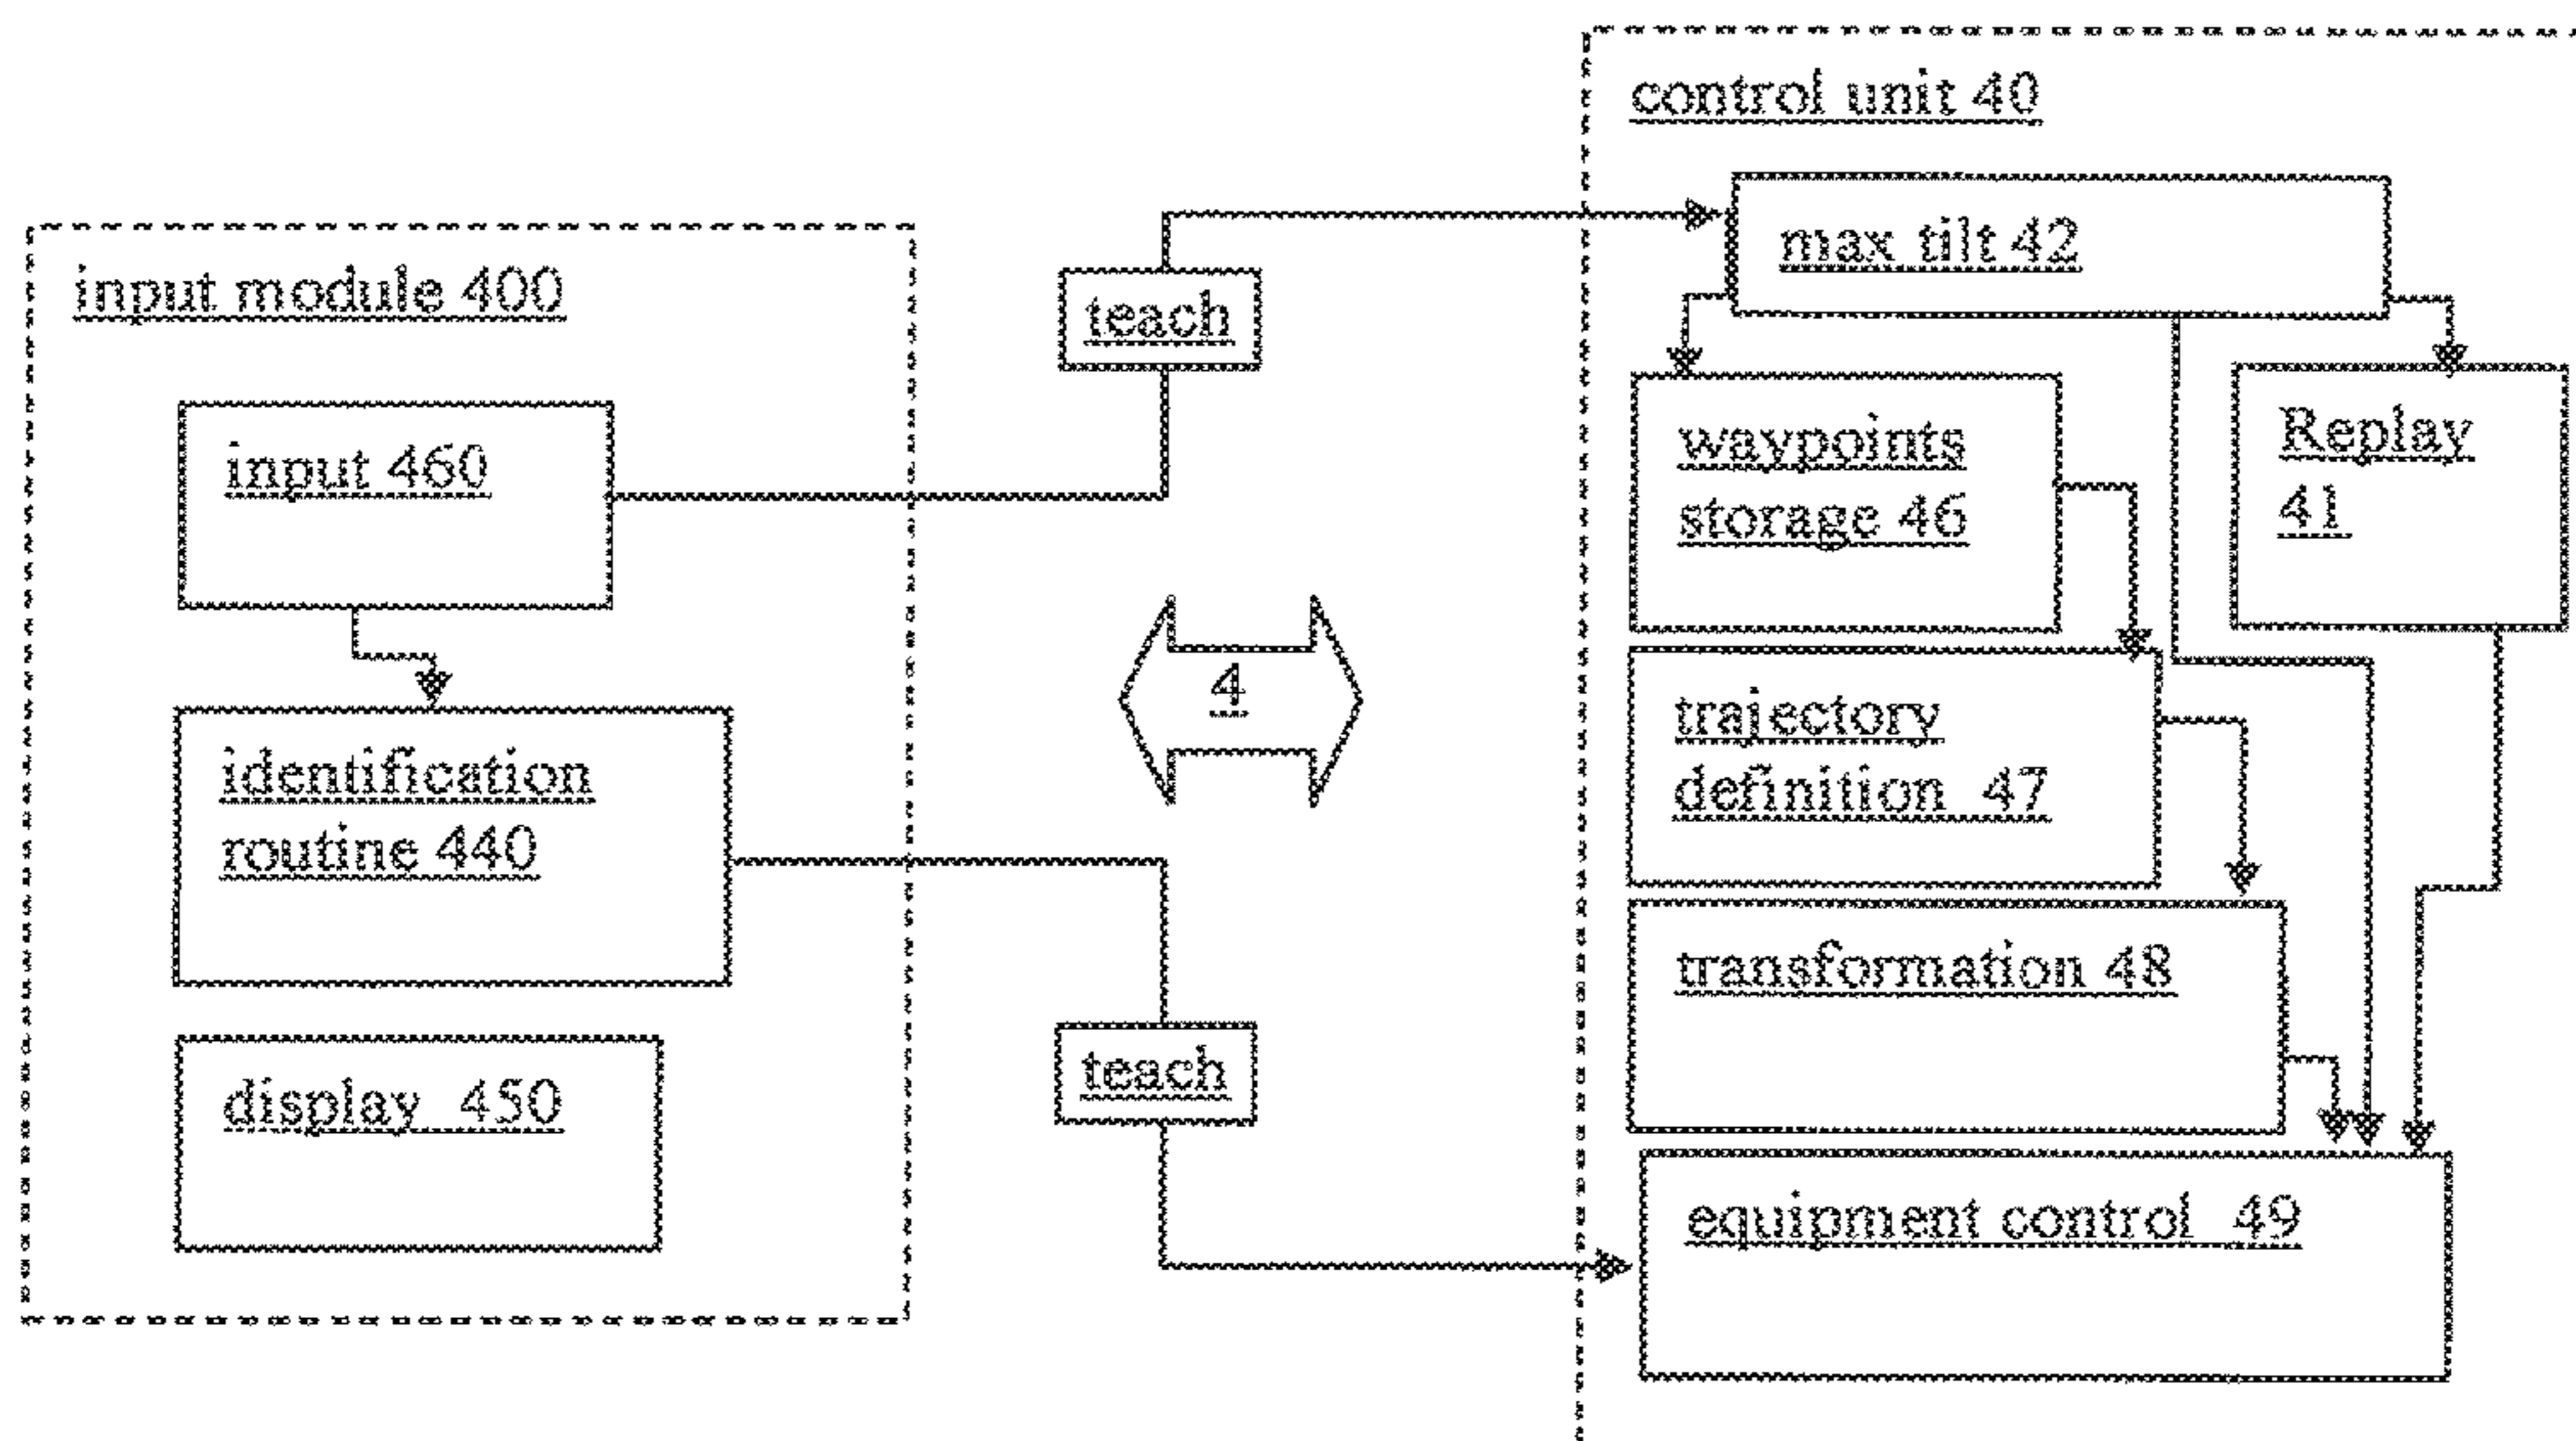 control unit 40
max tilt 42
input module 400
teach
waypoints
storage 46
Replay
41
input 460
4
trajectory
definition 47
identification
routine 440
transformation 48
teach
display 450
equipment control 49